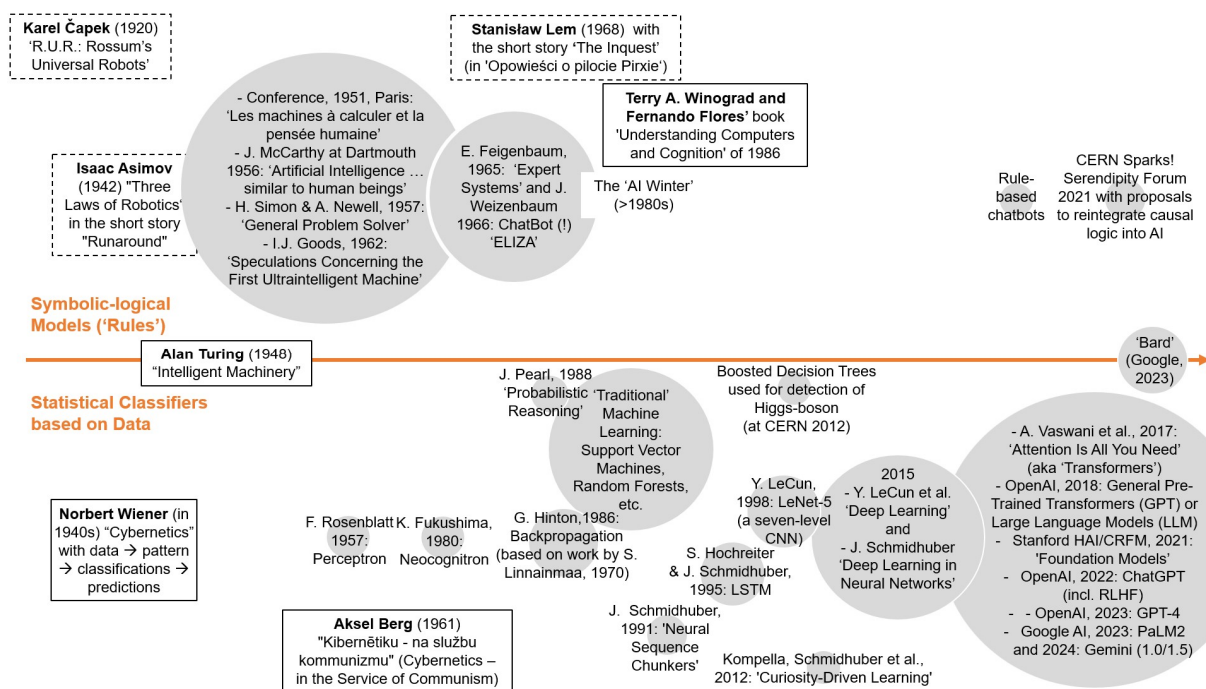 Karel Čapek (1920)
‘R.U.R.: Rossum’s
Universal Robots’
Stanisław Lem (1968)  with
the short story ‘The Inquest’
(in 'Opowieści o pilocie Pirxie‘)
- Conference, 1951, Paris:
‘Les machines à calculer et la
pensée humaine’
- J. McCarthy at Dartmouth
1956: ‘Artificial Intelligence …
similar to human beings’
- H. Simon & A. Newell, 1957:
‘General Problem Solver’
- I.J. Goods, 1962:
‘Speculations Concerning the
First Ultraintelligent Machine’
Isaac Asimov
(1942) "Three
Laws of Robotics“
in the short story
"Runaround"
E. Feigenbaum,
1965: ‘Expert
Systems’ and J.
Weizenbaum
1966: ChatBot (!)
‘ELIZA’
Terry A. Winograd and
Fernando Flores’ book
'Understanding Computers
and Cognition' of 1986
The ‘AI Winter’
(>1980s)
Rule-
based
chatbots
CERN Sparks!
Serendipity Forum
2021 with proposals
to reintegrate causal
logic into AI
Symbolic-logical
Models (‘Rules’)
Alan Turing (1948)
“Intelligent Machinery”
‘Bard’
(Google,
2023)
Statistical Classifiers
based on Data
J. Pearl, 1988
‘Probabilistic
Reasoning’
‘Traditional’
Machine
Learning:
Support Vector
Machines,
Random Forests,
etc.
Boosted Decision Trees
used for detection of
Higgs-boson
(at CERN 2012)
Norbert Wiener (in
1940s) “Cybernetics”
with data → pattern
→ classifications →
predictions
F. Rosenblatt
1957:
Perceptron
K. Fukushima,
1980:
Neocognitron
G. Hinton,1986:
Backpropagation
(based on work by S.
Linnainmaa, 1970)
Y. LeCun,
1998: LeNet-5
(a seven-level
CNN)
S. Hochreiter
& J. Schmidhuber,
1995: LSTM
2015
- Y. LeCun et al.
‘Deep Learning’
and
- J. Schmidhuber
‘Deep Learning in
Neural Networks’
- A. Vaswani et al., 2017:
‘Attention Is All You Need’
(aka ‘Transformers’)
- OpenAI, 2018: General Pre-
Trained Transformers (GPT) or
Large Language Models (LLM)
- Stanford HAI/CRFM, 2021:
'Foundation Models’
- OpenAI, 2022: ChatGPT
(incl. RLHF)
- - OpenAI, 2023: GPT-4
- Google AI, 2023: PaLM2
and 2024: Gemini (1.0/1.5)
Aksel Berg (1961)
"Kibernētiku - na službu
kommunizmu" (Cybernetics –
in the Service of Communism)
J.  Schmidhuber,
1991: 'Neural
Sequence
Chunkers'
Kompella, Schmidhuber et al.,
2012: 'Curiosity-Driven Learning'